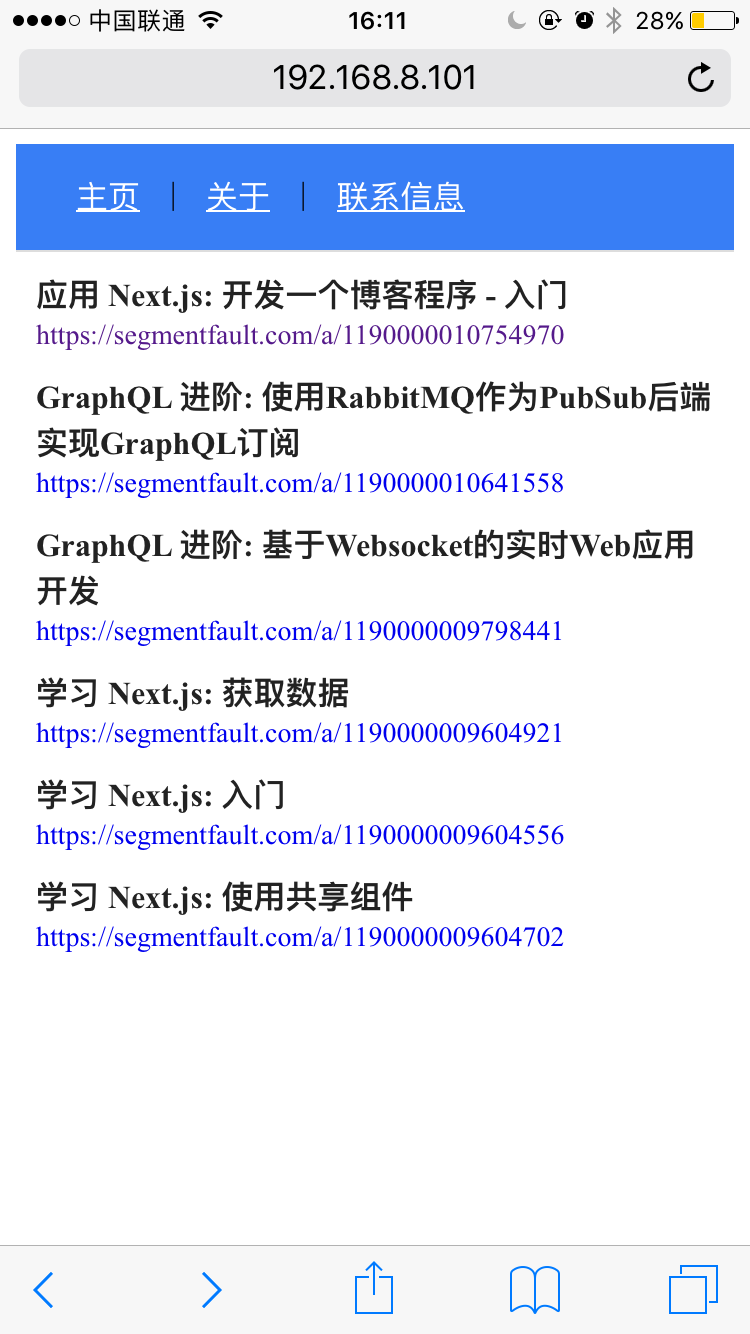 中国联通 16:11 28%
192.168.8.101
主页 | 关于 | 联系信息
应用 Next.js: 开发一个博客程序 - 入门
https://segmentfault.com/a/1190000010754970
GraphQL 进阶: 使用RabbitMQ作为PubSub后端
实现GraphQL订阅
https://segmentfault.com/a/1190000010641558
GraphQL 进阶: 基于Websocket的实时Web应用
开发
https://segmentfault.com/a/1190000009798441
学习 Next.js: 获取数据
https://segmentfault.com/a/1190000009604921
学习 Next.js: 入门
https://segmentfault.com/a/1190000009604556
学习 Next.js: 使用共享组件
https://segmentfault.com/a/1190000009604702